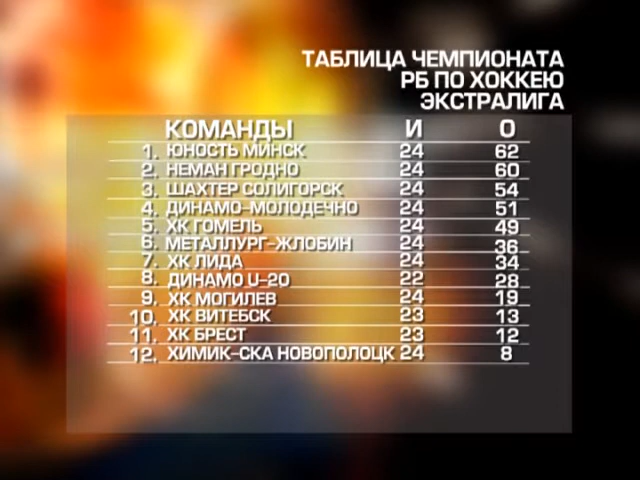 ТАБЛИЦА ЧЕМПИОНАТА
РБ ПО ХОККЕЮ
ЭКСТРАЛИГА
КОМАНДЫ И О
1. ЮНОСТЬ МИНСК 24 62
2. НЕМАН ГРОДНО 24 60
3. ШАХТЕР СОЛИГОРСК 24 54
4. ДИНАМО-МОЛОДЕЧНО 24 51
5. ХК ГОМЕЛЬ 24 49
6. МЕТАЛЛУРГ-ЖЛОБИН 24 36
7. ХК ЛИДА 24 34
8. ДИНАМО U-20 22 28
9. ХК МОГИЛЕВ 24 19
10. ХК ВИТЕБСК 23 13
11. ХК БРЕСТ 23 12
12. ХИМИК-СКА НОВОПОЛОЦК 24 8